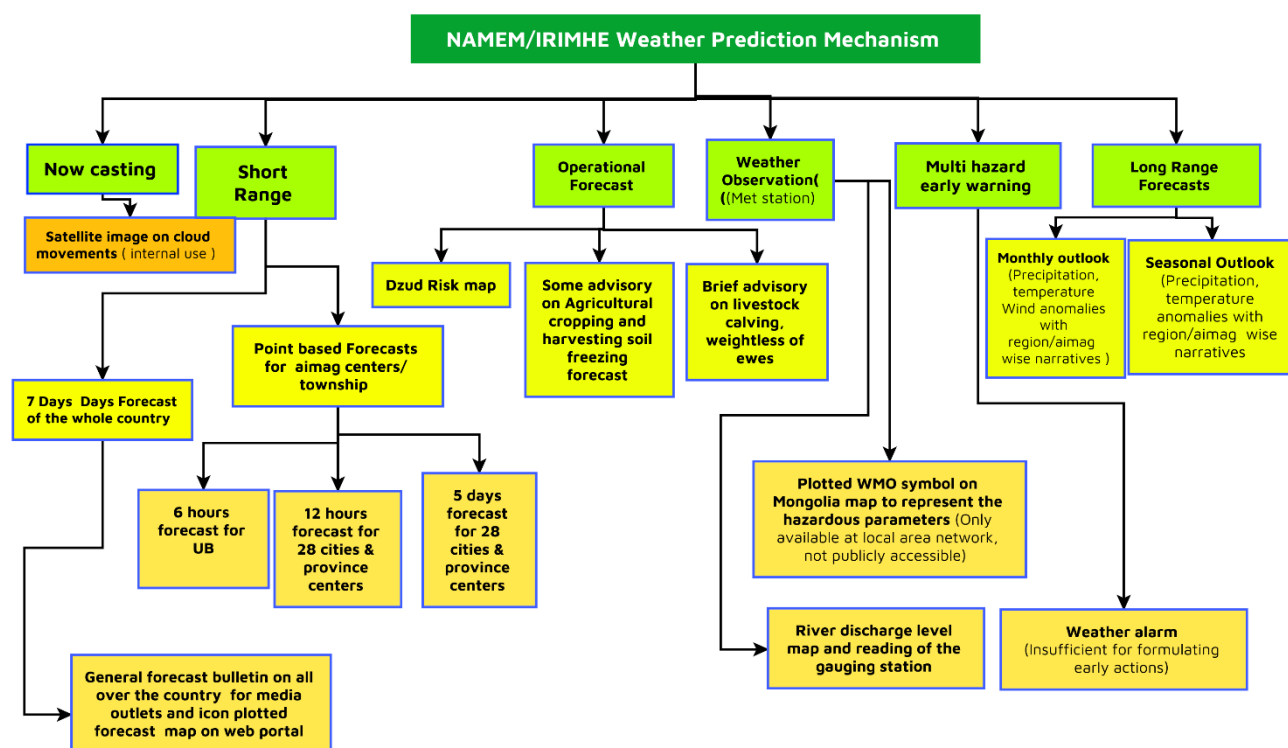 NAMEM/IRIMHE Weather Prediction Mechanism
Now casting
Short
Range
Operational
Forecast
Weather
Observation(
((Met station)
Multi hazard
early warning
Long Range
Forecasts
Satellite image on cloud
movements ( internal use )
Dzud Risk map
Some advisory
on Agricultural
cropping and
harvesting soil
freezing
forecast
Brief advisory
on livestock
calving,
weightless of
ewes
Monthly outlook
(Precipitation,
temperature
Wind anomalies
with
region/aimag
wise narratives )
Seasonal Outlook
(Precipitation,
temperature
anomalies with
region/aimag wise
narratives
Point based Forecasts
for aimag centers/
township
7 Days Days Forecast
of the whole country
6 hours
forecast for
UB
12 hours
forecast for
28 cities &
province
centers
5 days
forecast
for 28
cities &
province
centers
Plotted WMO symbol on
Mongolia map to represent the
hazardous parameters (Only
available at local area network,
not publicly accessible)
River discharge level
map and reading of the
gauging station
Weather alarm
(Insufficient for formulating
early actions)
General forecast bulletin on all
over the country for media
outlets and icon plotted
forecast map on web portal